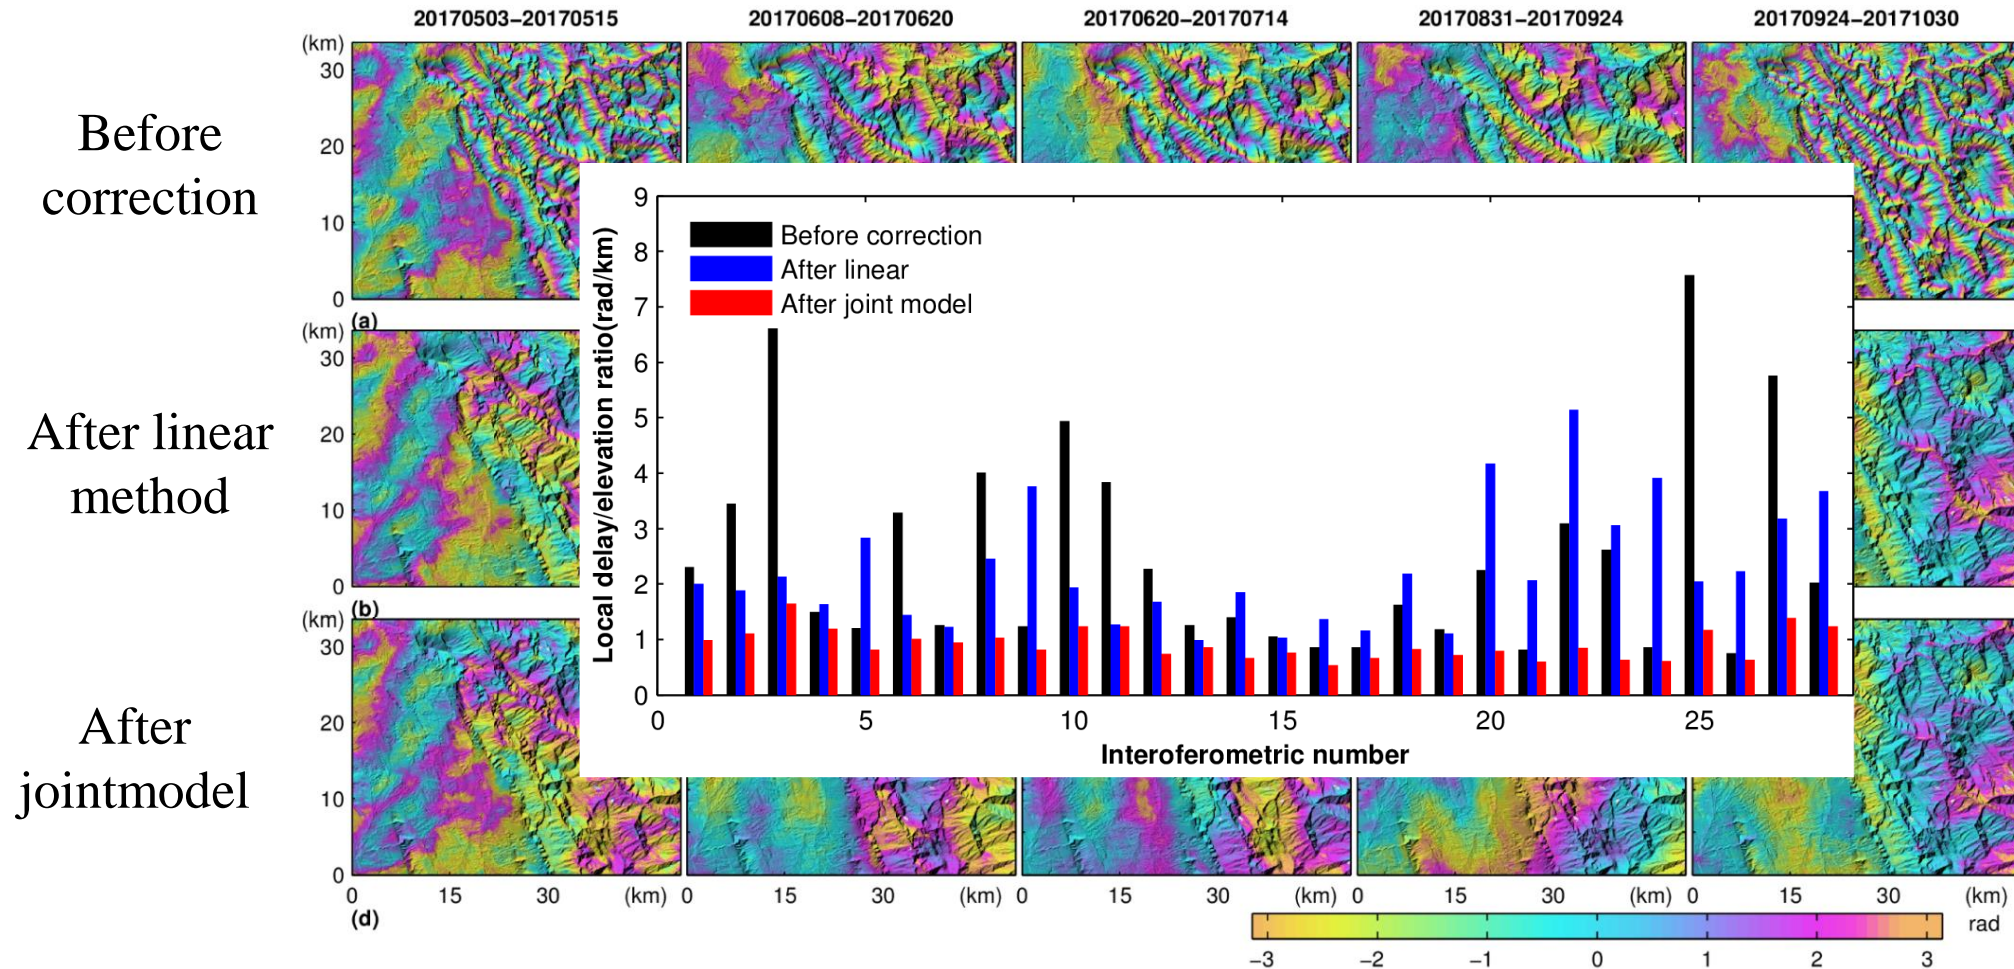 20170503-20170515 20170608-20170620 20170620-20170714 20170831-20170924 20170924-20171030
(km)
30
20
10
0
Before
correction
(a)
(km)
30
20
10
0
After linear
method
(b)
(km)
30
20
10
0
After
jointmodel
0 15 30 (km) 0 15 30 (km) 0 15 30 (km) 0 15 30 (km) 0 15 30 (km)
(d)
rad
-3 -2 -1 0 1 2 3
Local delay/elevation ratio(rad/km)
9
8
7
6
5
4
3
2
1
0
Before correction
After linear
After joint model
0 5 10 15 20 25
Interoferometric number